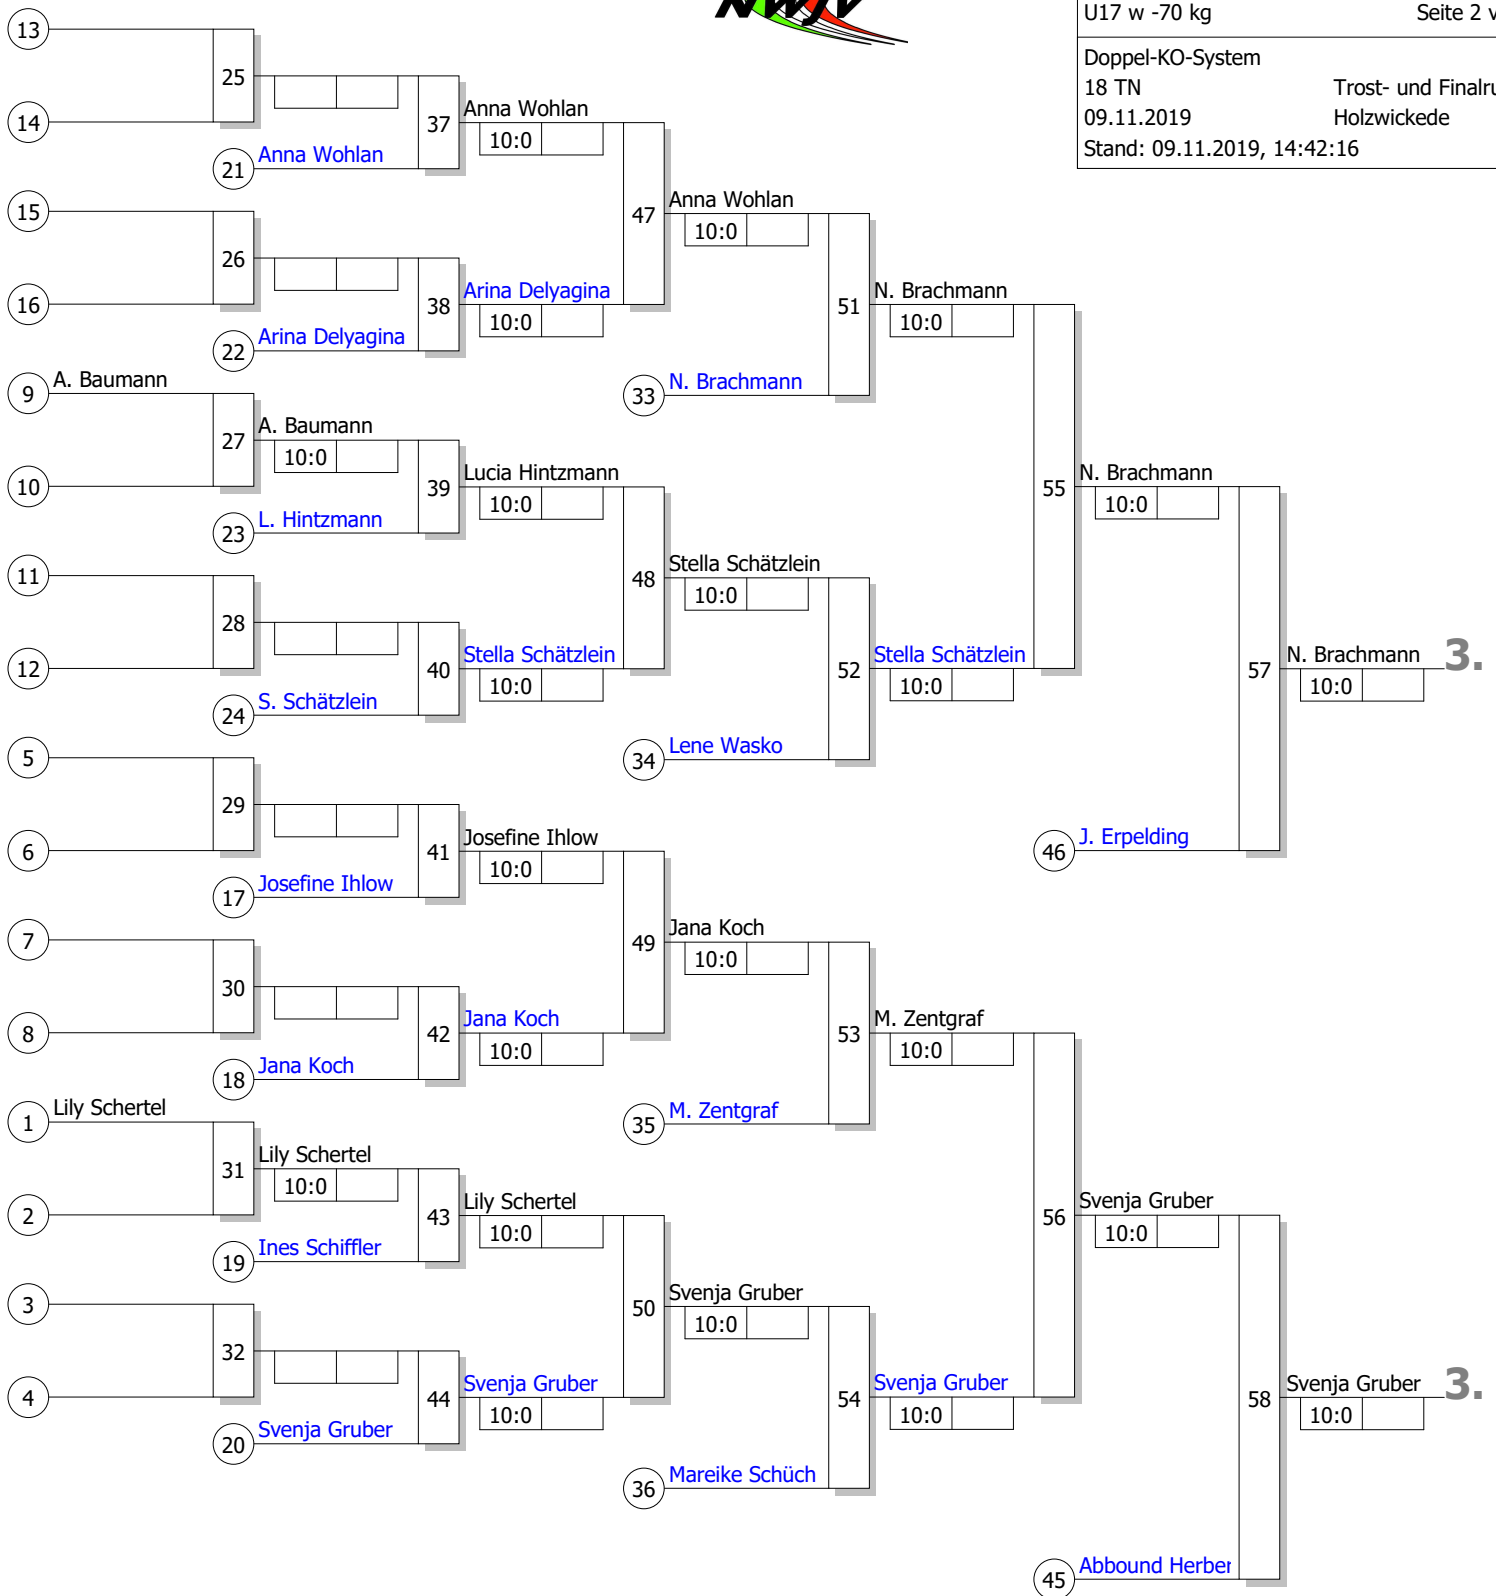 NWJV
U17 w -70 kg Seite 2 v
Doppel-KO-System
18 TN Trost- und Finalru
09.11.2019 Holzwickede
Stand: 09.11.2019, 14:42:16
13
25
14
37
Anna Wohlan
10:0
21
Anna Wohlan
15
26
16
47
Anna Wohlan
10:0
38
Arina Delyagina
10:0
22
Arina Delyagina
51
N. Brachmann
10:0
9
A. Baumann
33
N. Brachmann
27
A. Baumann
10:0
10
39
Lucia Hintzmann
10:0
23
L. Hintzmann
55
N. Brachmann
10:0
11
28
12
48
Stella Schätzlein
10:0
40
Stella Schätzlein
10:0
24
S. Schätzlein
52
Stella Schätzlein
10:0
34
Lene Wasko
57
N. Brachmann
10:0
3.
5
29
6
41
Josefine Ihlow
10:0
17
Josefine Ihlow
46
J. Erpelding
7
30
8
49
Jana Koch
10:0
42
Jana Koch
10:0
18
Jana Koch
53
M. Zentgraf
10:0
1
Lily Schertel
35
M. Zentgraf
31
Lily Schertel
10:0
2
43
Lily Schertel
10:0
19
Ines Schiffler
56
Svenja Gruber
10:0
3
32
4
50
Svenja Gruber
10:0
44
Svenja Gruber
10:0
20
Svenja Gruber
54
Svenja Gruber
10:0
36
Mareike Schüch
58
Svenja Gruber
10:0
3.
45
Abbound Herber